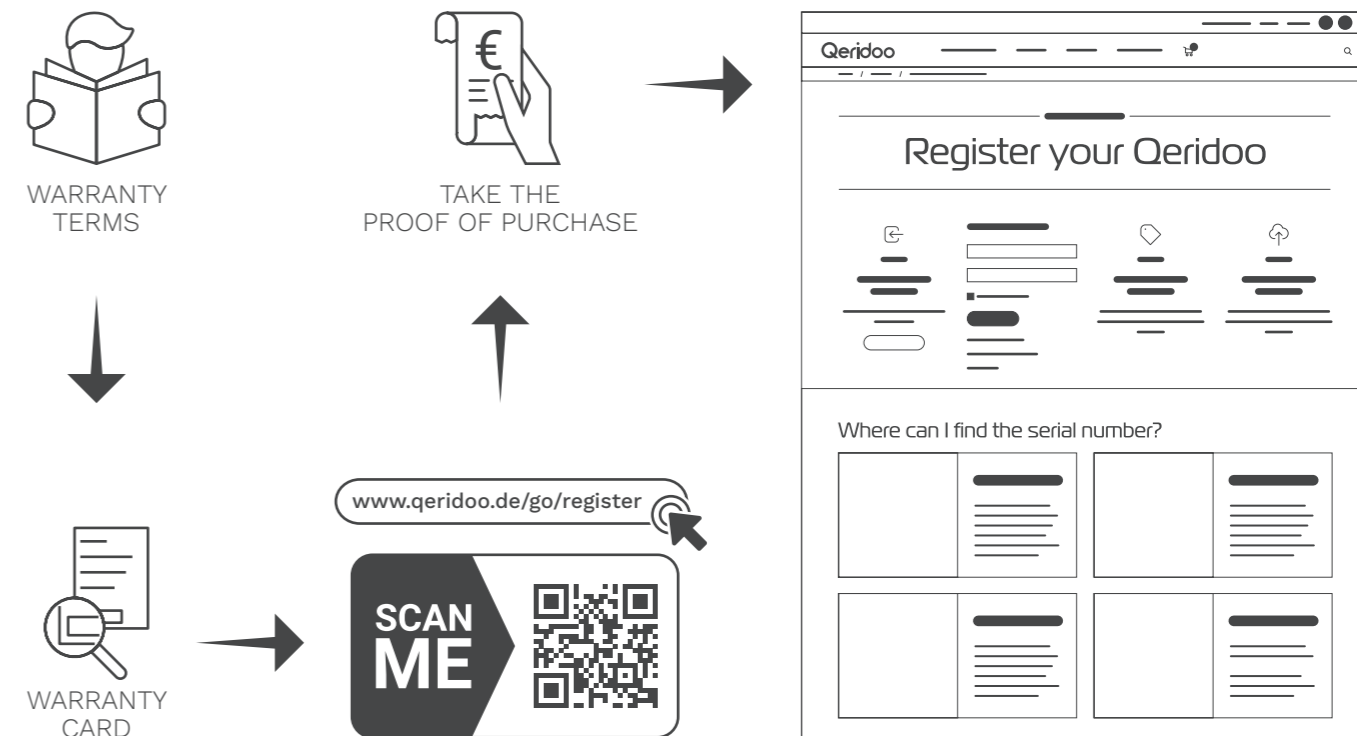 WARRANTY
TERMS
WARRANTY
CARD
www.qeridoo.de/go/register
SCAN
ME
€
TAKE THE
PROOF OF PURCHASE
Qeridoo
Register your Qeridoo
Where can I find the serial number?